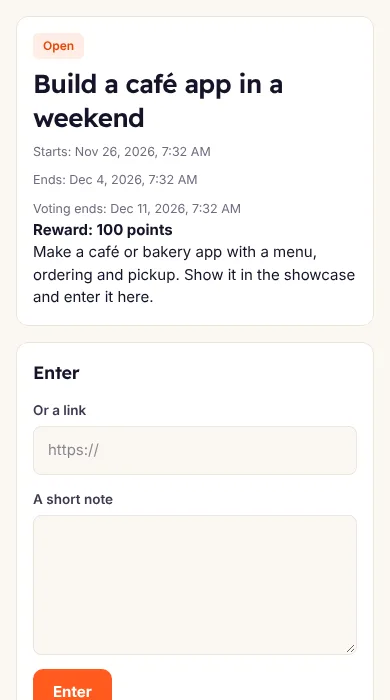 Open
Build a café app in a
weekend
Starts: Nov 26, 2026, 7:32 AM
Ends: Dec 4, 2026, 7:32 AM
Voting ends: Dec 11, 2026, 7:32 AM
Reward: 100 points
Make a café or bakery app with a menu,
ordering and pickup. Show it in the showcase
and enter it here.
Enter
Or a link
https://
A short note
Enter